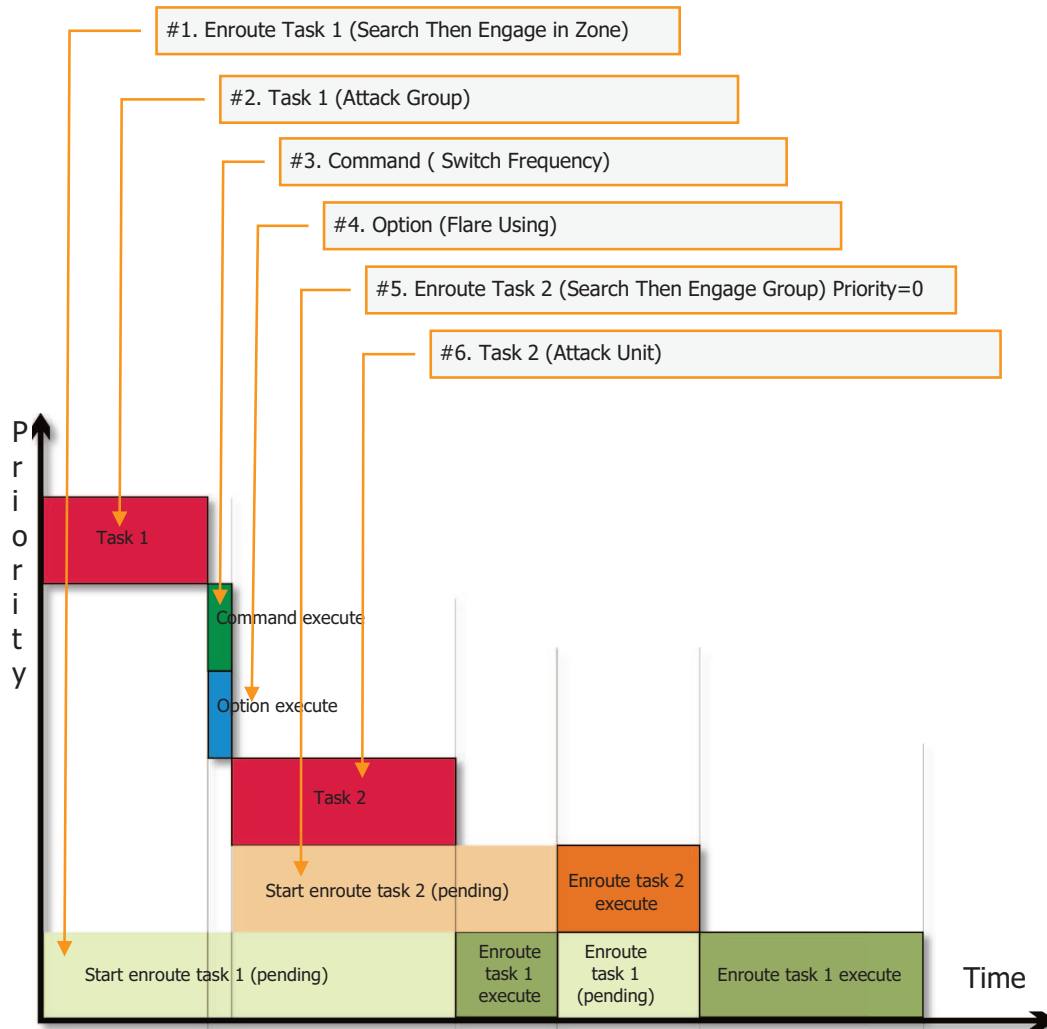 #1. Enroute Task 1 (Search Then Engage in Zone)
#2. Task 1 (Attack Group)
#3. Command ( Switch Frequency)
#4. Option (Flare Using)
#5. Enroute Task 2 (Search Then Engage Group) Priority=0
#6. Task 2 (Attack Unit)
Priority
Task 1
Command execute
Option execute
Task 2
Start enroute task 2 (pending)
Enroute task 2
execute
Start enroute task 1 (pending)
Enroute
task 1
execute
Enroute
task 1
(pending)
Enroute task 1 execute
Time